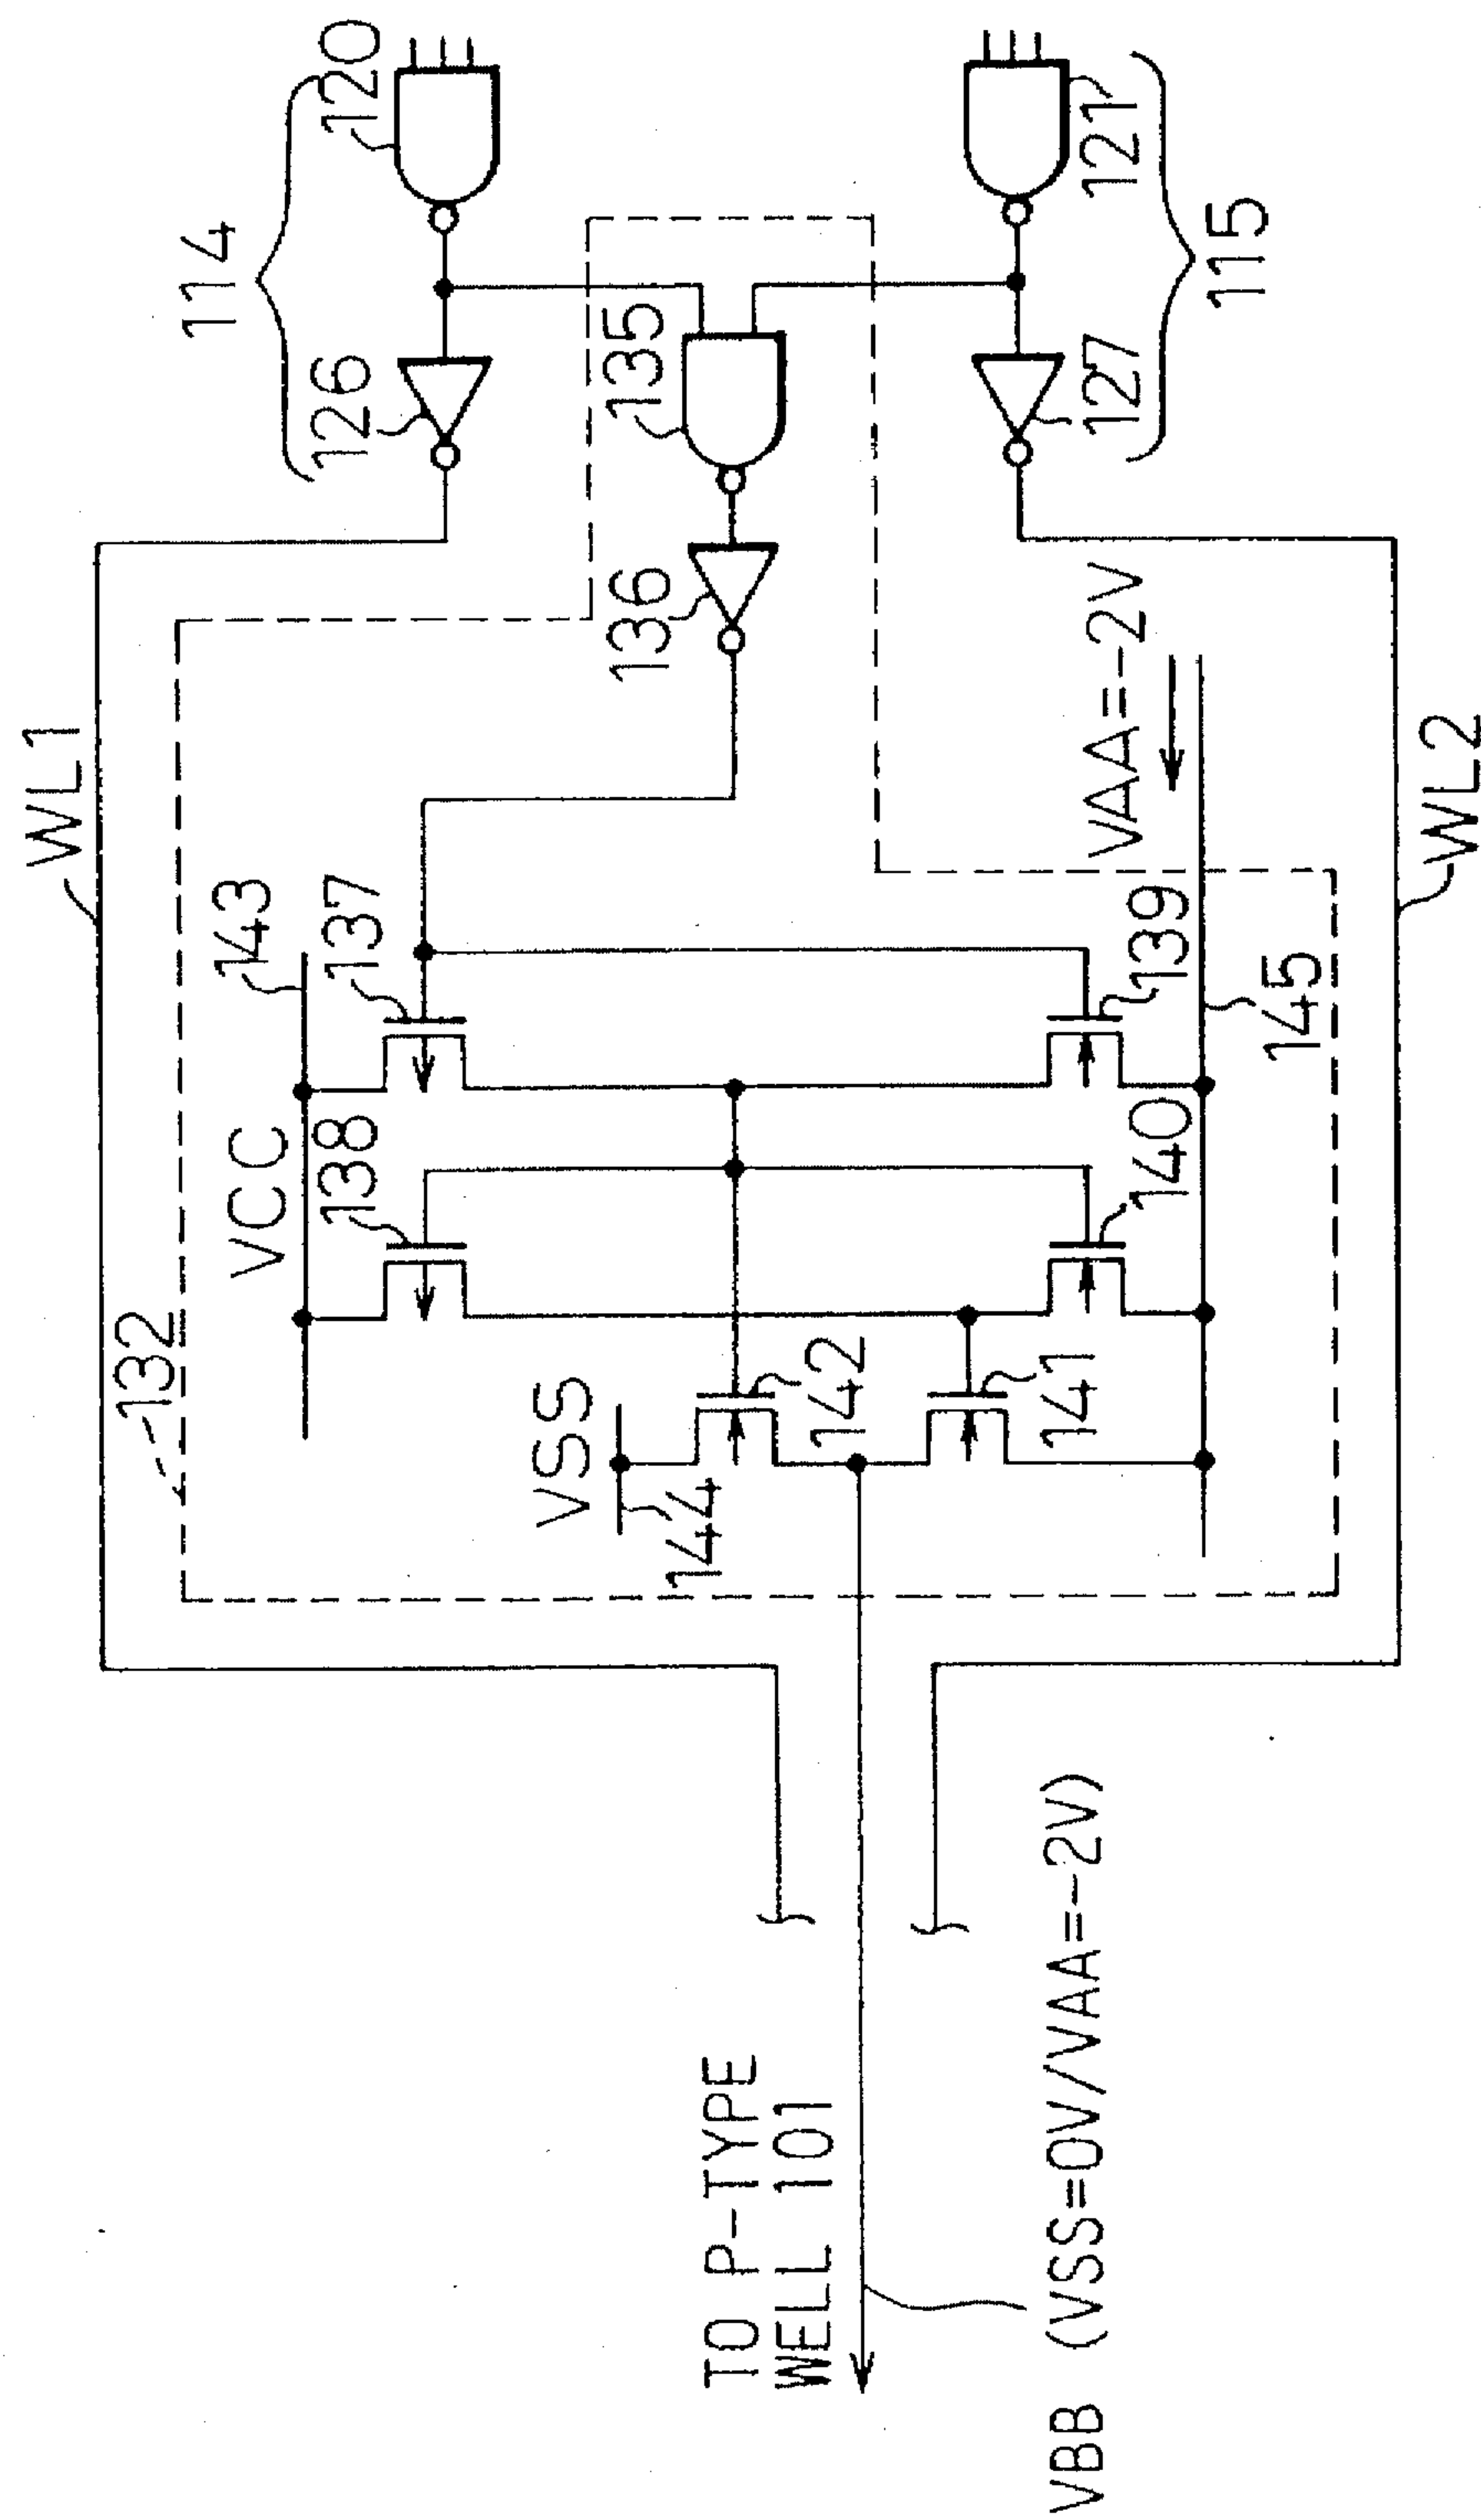 WL1
114
120
126
132
143
VCC
137
138
135
136
VSS
144
142
141
140
139
145
VAA=-2V
121
127
115
WL2
TO P-TYPE
WELL 101
VBB (VSS=0V/VAA=-2V)